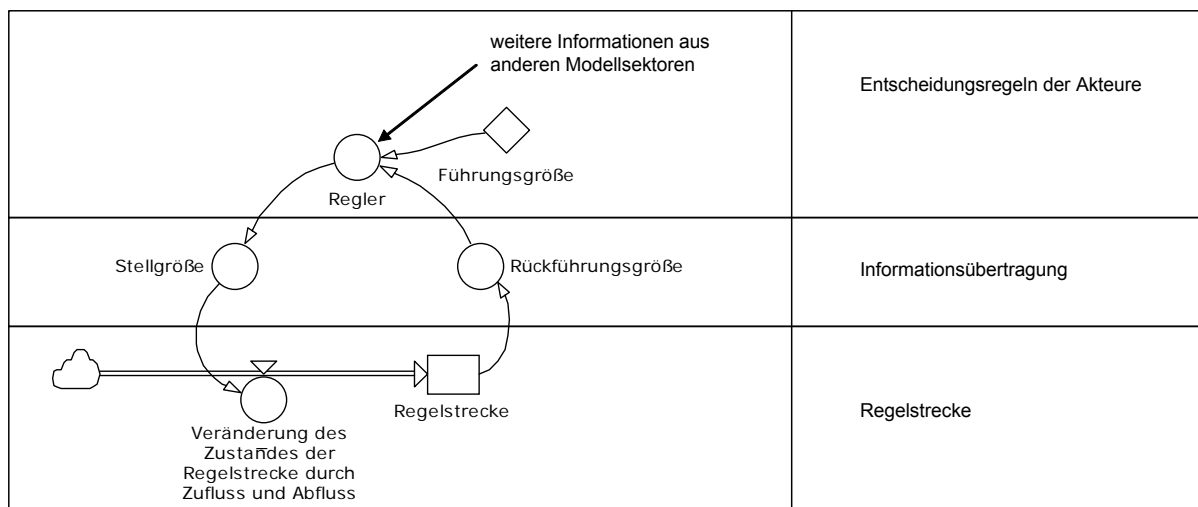 weitere Informationen aus
anderen Modellsektoren
Entscheidungsregeln der Akteure
Führungsgröße
Regler
Stellgröße
Rückführungsgröße
Informationsübertragung
Regelstrecke
Regelstrecke
Veränderung des
Zustandes der
Regelstrecke durch
Zufluss und Abfluss